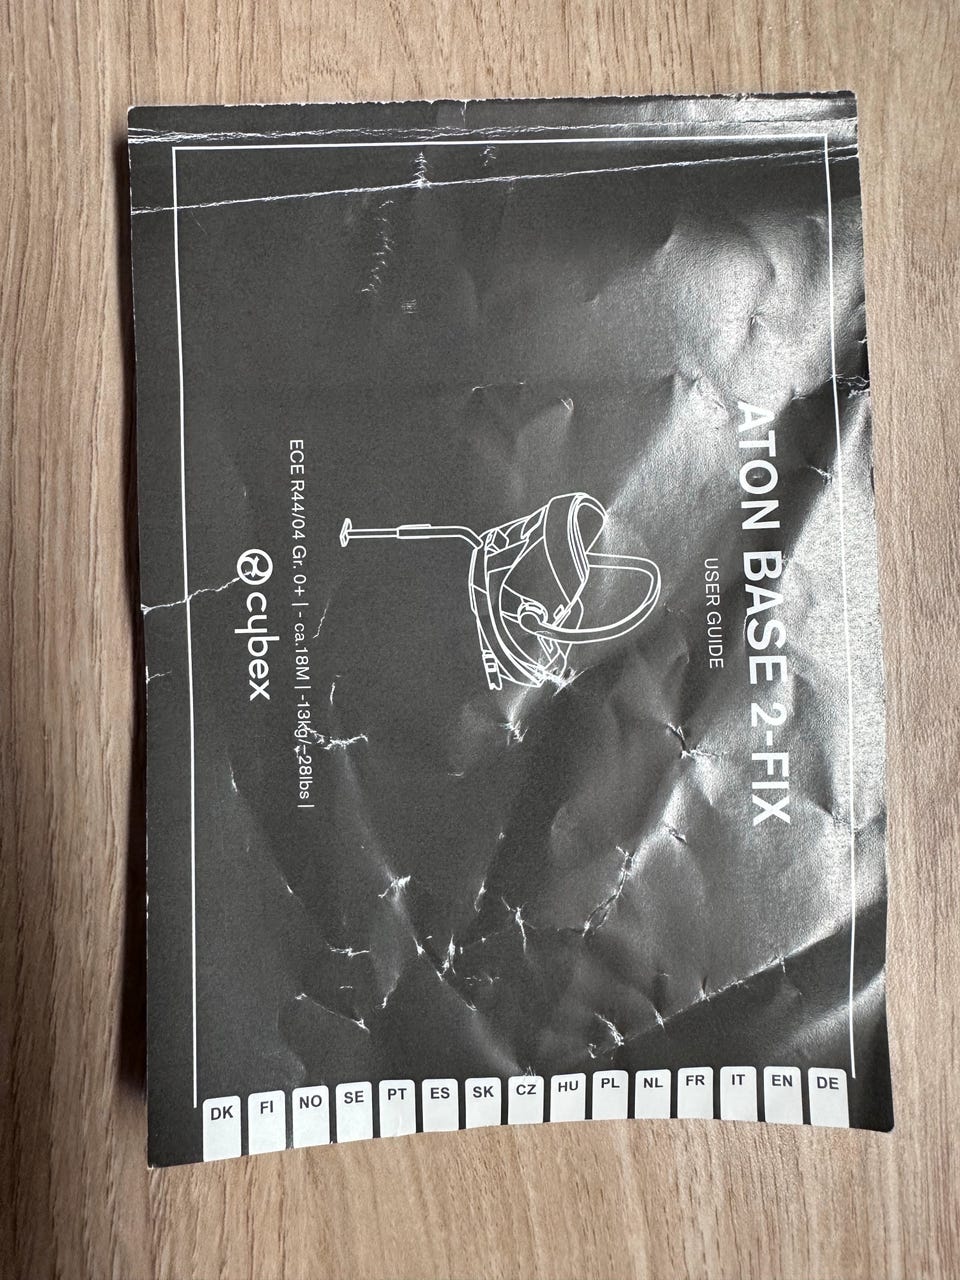 ATON BASE 2-FIX
USER GUIDE
ECE R44/04 Gr. 0+ | - ca.18M | -13kg/~28lbs |
cybex
DE
EN
IT
FR
NL
PL
HU
CZ
SK
ES
PT
SE
NO
FI
DK